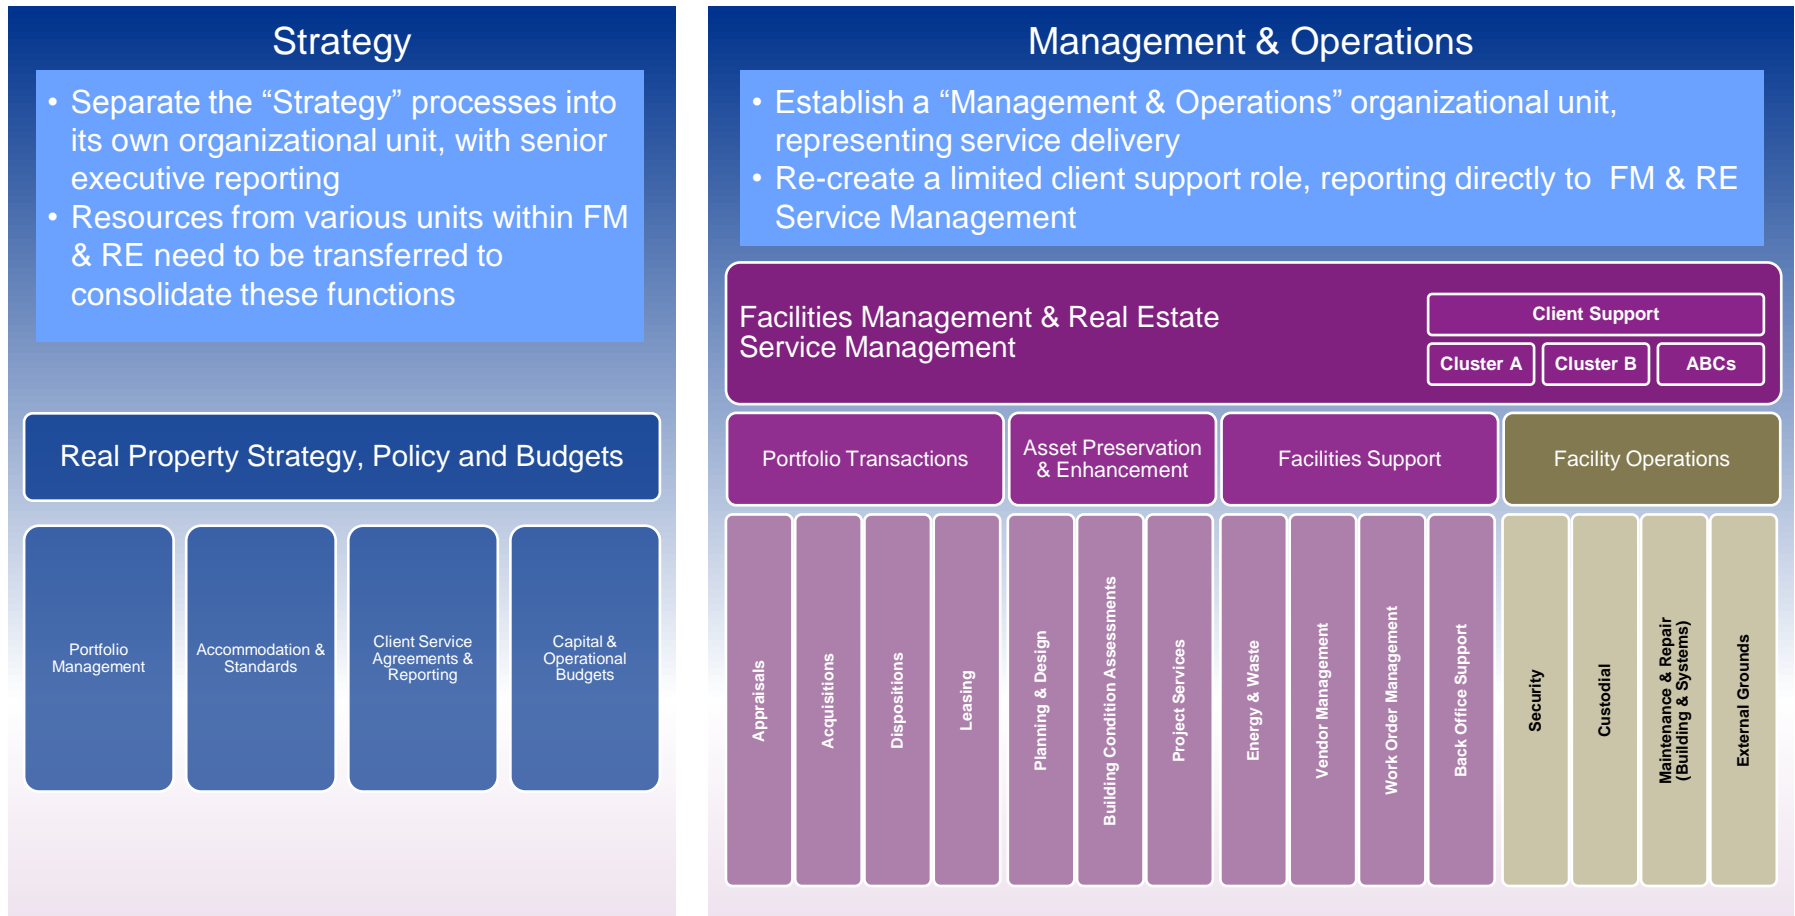 Strategy
• Separate the “Strategy” processes into
its own organizational unit, with senior
executive reporting
• Resources from various units within FM
& RE need to be transferred to
consolidate these functions
Real Property Strategy, Policy and Budgets
Portfolio
Management
Accommodation &
Standards
Client Service
Agreements &
Reporting
Capital &
Operational
Budgets
Management & Operations
• Establish a “Management & Operations” organizational unit,
representing service delivery
• Re-create a limited client support role, reporting directly to  FM & RE
Service Management
Facilities Management & Real Estate
Service Management
Client Support
Cluster A
Cluster B
ABCs
Portfolio Transactions
Asset Preservation
& Enhancement
Facilities Support
Facility Operations
Appraisals
Acquisitions
Dispositions
Leasing
Planning & Design
Building Condition Assessments
Project Services
Energy & Waste
Vendor Management
Work Order Management
Back Office Support
Security
Custodial
Maintenance & Repair
(Building & Systems)
External Grounds